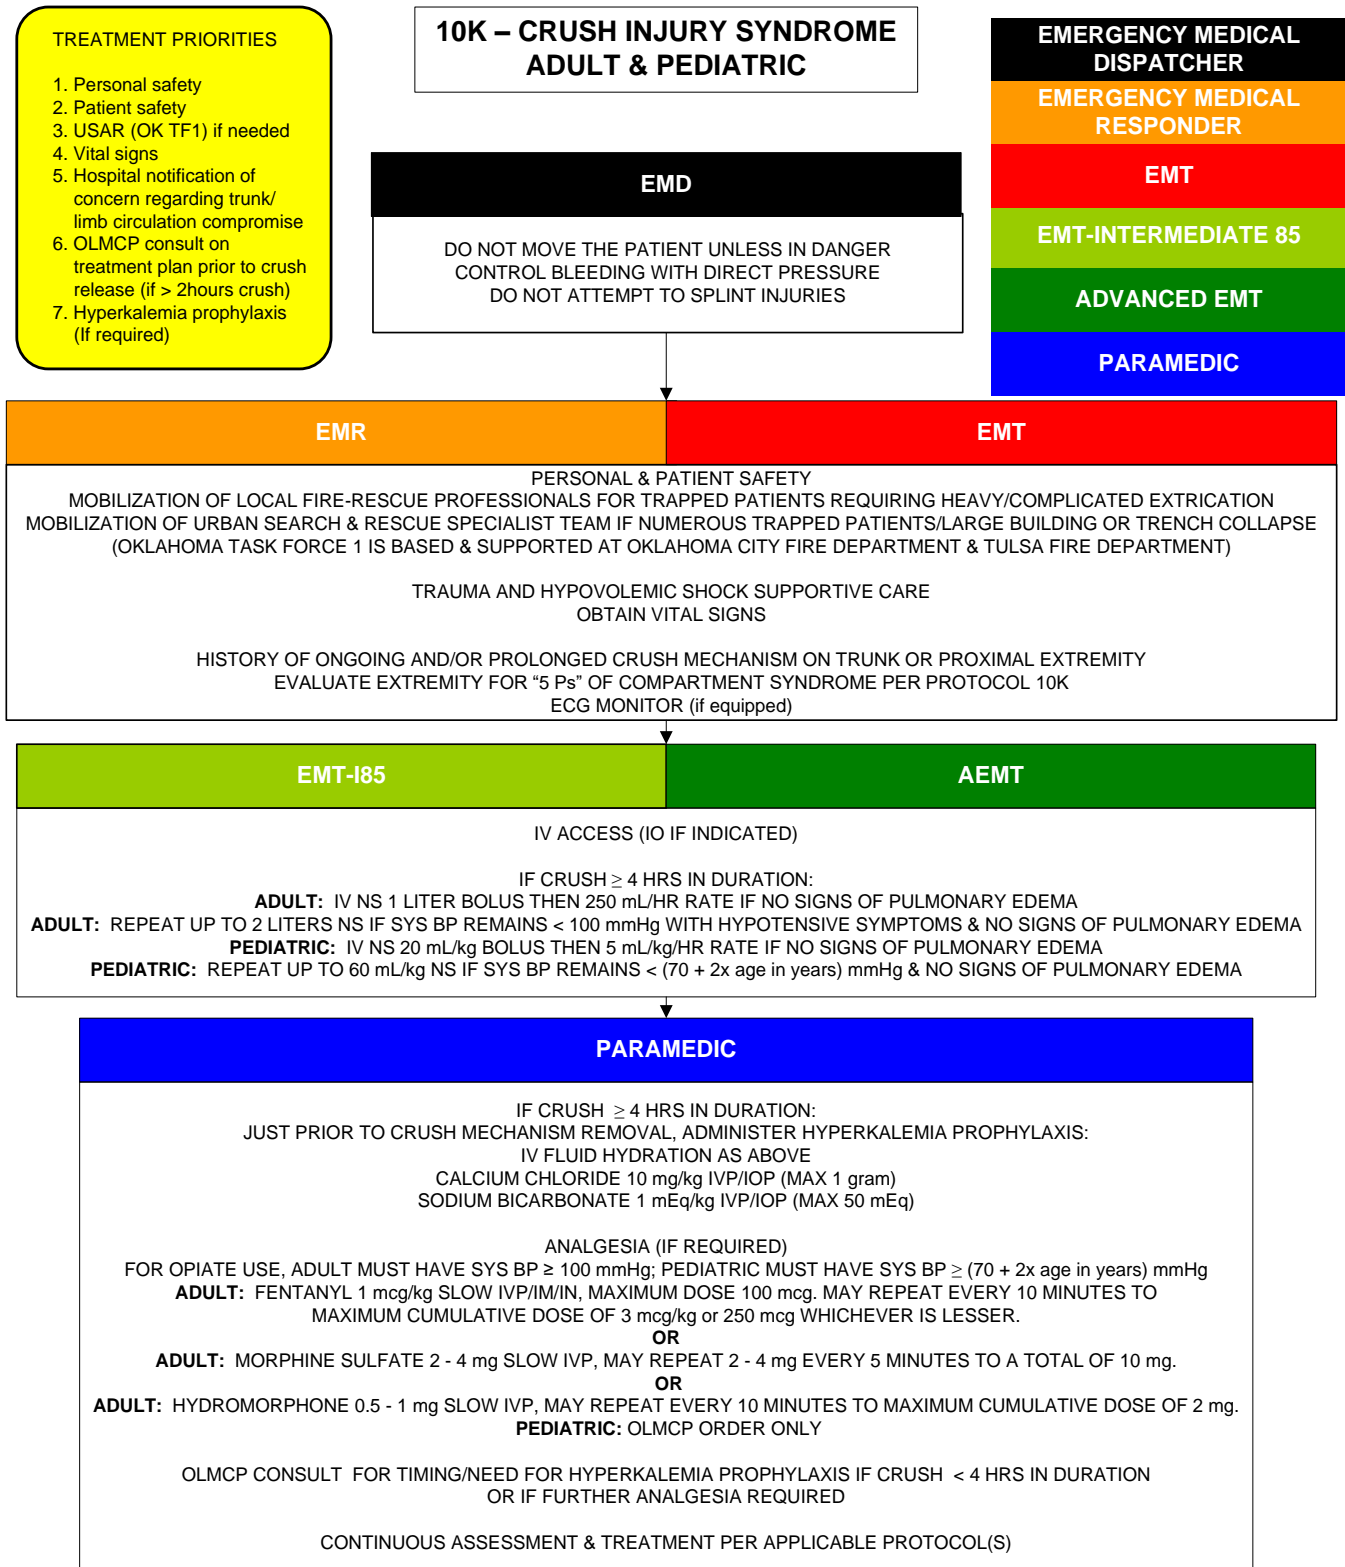 TREATMENT PRIORITIES
1. Personal safety
2. Patient safety
3. USAR (OK TF1) if needed
4. Vital signs
5. Hospital notification of
concern regarding trunk/
limb circulation compromise
6. OLMCP consult on
treatment plan prior to crush
release (if > 2hours crush)
7. Hyperkalemia prophylaxis
(If required)
10K – CRUSH INJURY SYNDROME
ADULT & PEDIATRIC
EMERGENCY MEDICAL
DISPATCHER
EMERGENCY MEDICAL
RESPONDER
EMT
EMT-INTERMEDIATE 85
ADVANCED EMT
PARAMEDIC
EMD
DO NOT MOVE THE PATIENT UNLESS IN DANGER
CONTROL BLEEDING WITH DIRECT PRESSURE
DO NOT ATTEMPT TO SPLINT INJURIES
EMR
EMT
PERSONAL & PATIENT SAFETY
MOBILIZATION OF LOCAL FIRE-RESCUE PROFESSIONALS FOR TRAPPED PATIENTS REQUIRING HEAVY/COMPLICATED EXTRICATION
MOBILIZATION OF URBAN SEARCH & RESCUE SPECIALIST TEAM IF NUMEROUS TRAPPED PATIENTS/LARGE BUILDING OR TRENCH COLLAPSE
(OKLAHOMA TASK FORCE 1 IS BASED & SUPPORTED AT OKLAHOMA CITY FIRE DEPARTMENT & TULSA FIRE DEPARTMENT)
TRAUMA AND HYPOVOLEMIC SHOCK SUPPORTIVE CARE
OBTAIN VITAL SIGNS
HISTORY OF ONGOING AND/OR PROLONGED CRUSH MECHANISM ON TRUNK OR PROXIMAL EXTREMITY
EVALUATE EXTREMITY FOR “5 Ps” OF COMPARTMENT SYNDROME PER PROTOCOL 10K
ECG MONITOR (if equipped)
EMT-I85
AEMT
IV ACCESS (IO IF INDICATED)
IF CRUSH ≥ 4 HRS IN DURATION:
ADULT: IV NS 1 LITER BOLUS THEN 250 mL/HR RATE IF NO SIGNS OF PULMONARY EDEMA
ADULT: REPEAT UP TO 2 LITERS NS IF SYS BP REMAINS < 100 mmHg WITH HYPOTENSIVE SYMPTOMS & NO SIGNS OF PULMONARY EDEMA
PEDIATRIC: IV NS 20 mL/kg BOLUS THEN 5 mL/kg/HR RATE IF NO SIGNS OF PULMONARY EDEMA
PEDIATRIC: REPEAT UP TO 60 mL/kg NS IF SYS BP REMAINS < (70 + 2x age in years) mmHg & NO SIGNS OF PULMONARY EDEMA
PARAMEDIC
IF CRUSH ≥ 4 HRS IN DURATION:
JUST PRIOR TO CRUSH MECHANISM REMOVAL, ADMINISTER HYPERKALEMIA PROPHYLAXIS:
IV FLUID HYDRATION AS ABOVE
CALCIUM CHLORIDE 10 mg/kg IVP/IOP (MAX 1 gram)
SODIUM BICARBONATE 1 mEq/kg IVP/IOP (MAX 50 mEq)
ANALGESIA (IF REQUIRED)
FOR OPIATE USE, ADULT MUST HAVE SYS BP ≥ 100 mmHg; PEDIATRIC MUST HAVE SYS BP ≥ (70 + 2x age in years) mmHg
ADULT: FENTANYL 1 mcg/kg SLOW IVP/IM/IN, MAXIMUM DOSE 100 mcg. MAY REPEAT EVERY 10 MINUTES TO
MAXIMUM CUMULATIVE DOSE OF 3 mcg/kg or 250 mcg WHICHEVER IS LESSER.
OR
ADULT: MORPHINE SULFATE 2 - 4 mg SLOW IVP, MAY REPEAT 2 - 4 mg EVERY 5 MINUTES TO A TOTAL OF 10 mg.
OR
ADULT: HYDROMORPHONE 0.5 - 1 mg SLOW IVP, MAY REPEAT EVERY 10 MINUTES TO MAXIMUM CUMULATIVE DOSE OF 2 mg.
PEDIATRIC: OLMCP ORDER ONLY
OLMCP CONSULT FOR TIMING/NEED FOR HYPERKALEMIA PROPHYLAXIS IF CRUSH < 4 HRS IN DURATION
OR IF FURTHER ANALGESIA REQUIRED
CONTINUOUS ASSESSMENT & TREATMENT PER APPLICABLE PROTOCOL(S)